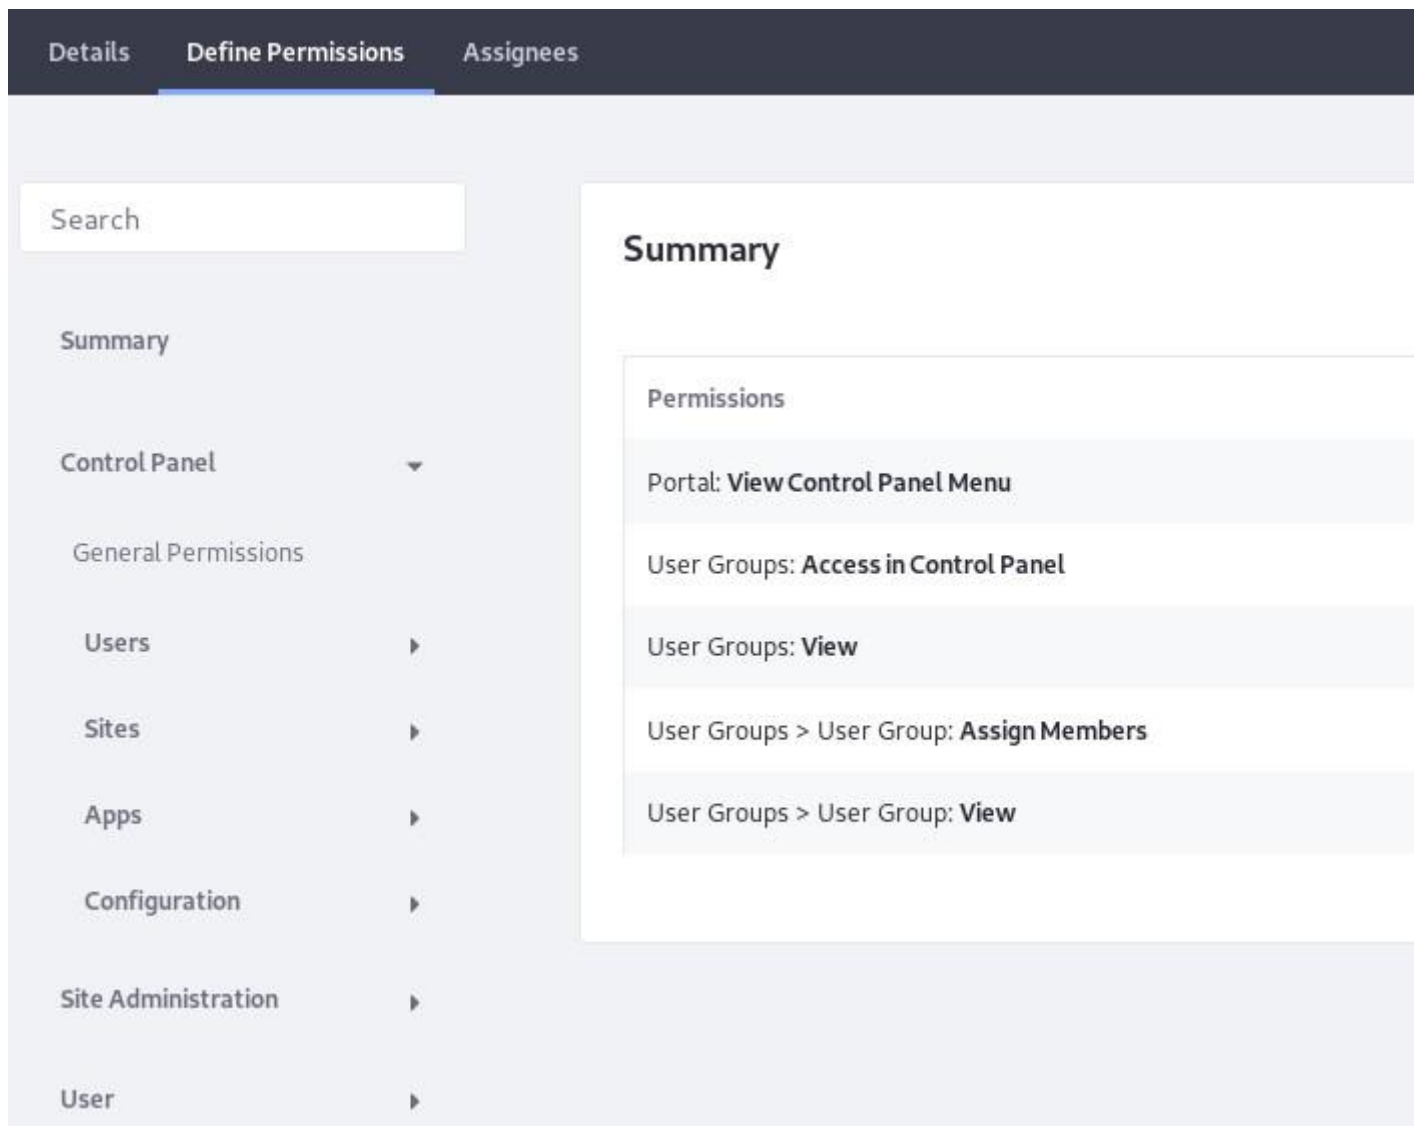 Details Define Permissions Assignees
Search
Summary
Control Panel
General Permissions
Users
Sites
Apps
Configuration
Site Administration
User
Summary
Permissions
Portal: View Control Panel Menu
User Groups: Access in Control Panel
User Groups: View
User Groups > User Group: Assign Members
User Groups > User Group: View